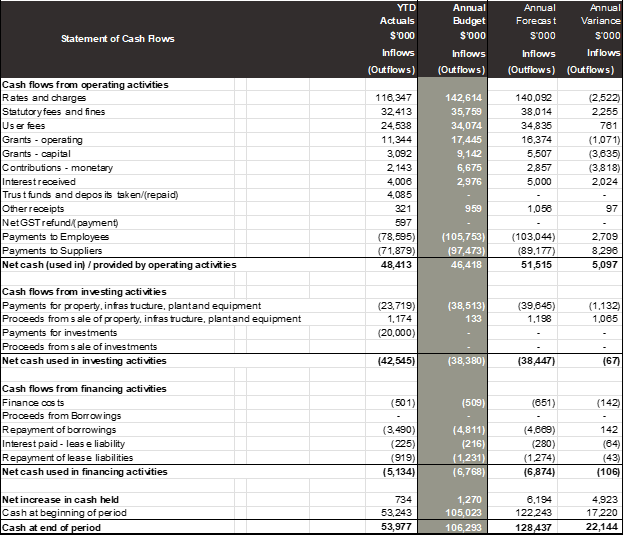 YTD Annual Annual Annual
Actuals Budget Forecast Variance
Statement of Cash Flows $'000 $'000 $'000 $'000
Inflows Inflows Inflows Inflows
(Outflows) (Outflows) (Outflows) (Outflows)
Cash flows from operating activities
Rates and charges 116,347 142,614 140,092 (2,522)
Statutory fees and fines 32,413 35,759 38,014 2,255
User fees 24,538 34,074 34,835 761
Grants - operating 11,344 17,445 16,374 (1,071)
Grants - capital 3,092 9,142 5,507 (3,635)
Contributions - monetary 2,143 6,675 2,857 (3,818)
Interest received 4,006 2,976 5,000 2,024
Trust funds and deposits taken/(repaid) 4,085 - - -
Other receipts 321 959 1,056 97
Net GST refund/(payment) 597 - - -
Payments to Employees (78,595) (105,753) (103,044) 2,709
Payments to Suppliers (71,879) (97,473) (89,177) 8,296
Net cash (used in) / provided by operating activities 48,413 46,418 51,515 5,097
Cash flows from investing activities
Payments for property, infrastructure, plant and equipment (23,719) (38,513) (39,645) (1,132)
Proceeds from sale of property, infrastructure, plant and equipment 1,174 133 1,198 1,065
Payments for investments (20,000) - - -
Proceeds from sale of investments - - -
Net cash used in investing activities (42,545) (38,380) (38,447) (67)
Cash flows from financing activities
Finance costs (501) (509) (651) (142)
Proceeds from Borrowings - - - -
Repayment of borrowings (3,490) (4,811) (4,669) 142
Interest paid - lease liability (225) (216) (280) (64)
Repayment of lease liabilities (919) (1,231) (1,274) (43)
Net cash used in financing activities (5,134) (6,768) (6,874) (106)
Net increase in cash held 734 1,270 6,194 4,923
Cash at beginning of period 53,243 105,023 122,243 17,220
Cash at end of period 53,977 106,293 128,437 22,144